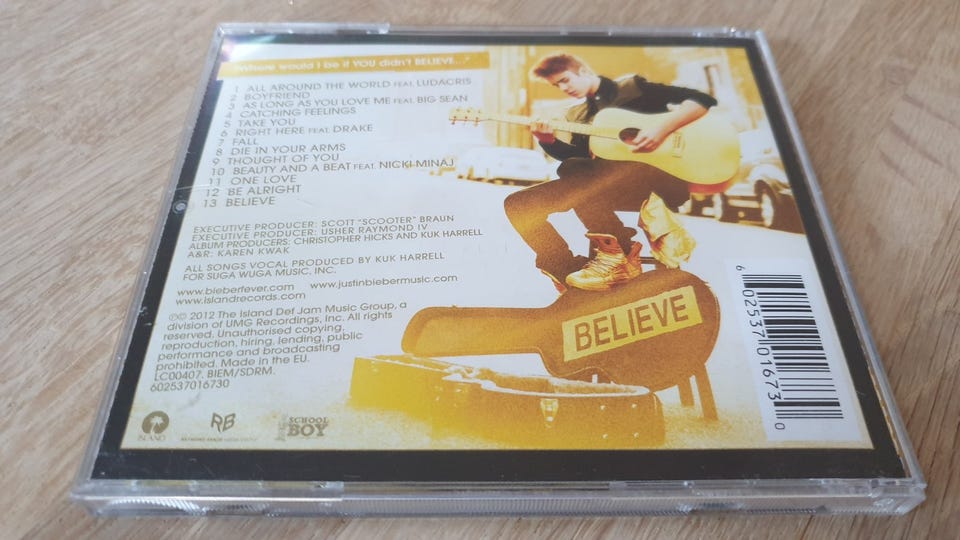 "Where would I be if YOU didn't BELIEVE..."
1 ALL AROUND THE WORLD FEAT. LUDACRIS
2 BOYFRIEND
3 AS LONG AS YOU LOVE ME FEAT. BIG SEAN
4 CATCHING FEELINGS
5 TAKE YOU
6 RIGHT HERE FEAT. DRAKE
7 FALL
8 DIE IN YOUR ARMS
9 THOUGHT OF YOU
10 BEAUTY AND A BEAT FEAT. NICKI MINAJ
11 ONE LOVE
12 BE ALRIGHT
13 BELIEVE
EXECUTIVE PRODUCER: SCOTT "SCOOTER" BRAUN
EXECUTIVE PRODUCER: USHER RAYMOND IV
ALBUM PRODUCERS: CHRISTOPHER HICKS AND KUK HARRELL
A&R: KAREN KWAK
ALL SONGS VOCAL PRODUCED BY KUK HARRELL
FOR SUGA WUGA MUSIC, INC.
www.bieberfever.com www.justinbiebermusic.com
www.islandrecords.com
℗© 2012 The Island Def Jam Music Group, a
division of UMG Recordings, Inc. All rights
reserved. Unauthorised copying,
reproduction, hiring, lending, public
performance and broadcasting
prohibited. Made in the EU.
LC00407. BIEM/SDRM.
602537016730
ISLAND
RB
SCHOOL
BOY
BELIEVE
6 02537 01673 0